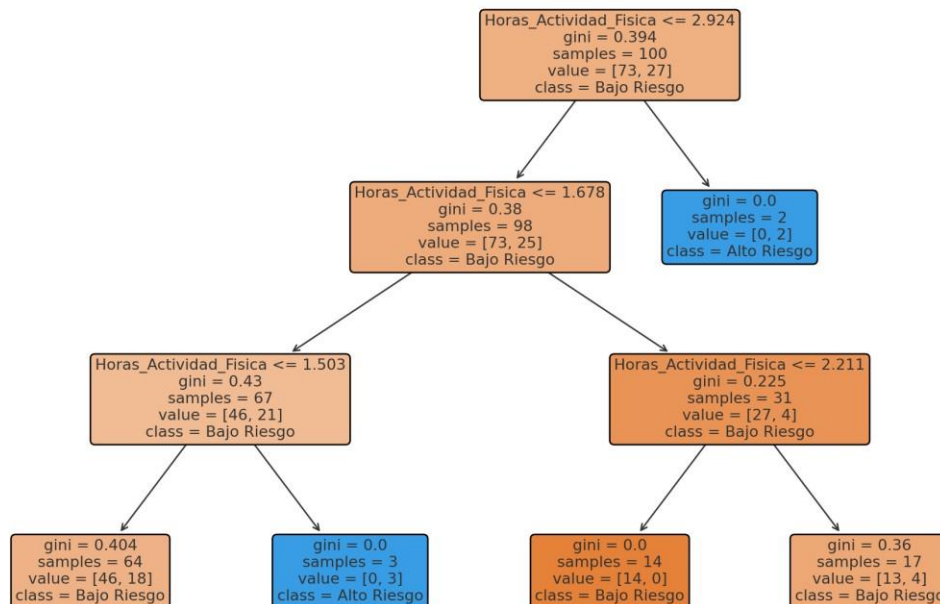 Horas_Actividad_Fisica <= 2.924
gini = 0.394
samples = 100
value = [73, 27]
class = Bajo Riesgo
Horas_Actividad_Fisica <= 1.678
gini = 0.38
samples = 98
value = [73, 25]
class = Bajo Riesgo
gini = 0.0
samples = 2
value = [0, 2]
class = Alto Riesgo
Horas_Actividad_Fisica <= 1.503
gini = 0.43
samples = 67
value = [46, 21]
class = Bajo Riesgo
Horas_Actividad_Fisica <= 2.211
gini = 0.225
samples = 31
value = [27, 4]
class = Bajo Riesgo
gini = 0.404
samples = 64
value = [46, 18]
class = Bajo Riesgo
gini = 0.0
samples = 3
value = [0, 3]
class = Alto Riesgo
gini = 0.0
samples = 14
value = [14, 0]
class = Bajo Riesgo
gini = 0.36
samples = 17
value = [13, 4]
class = Bajo Riesgo